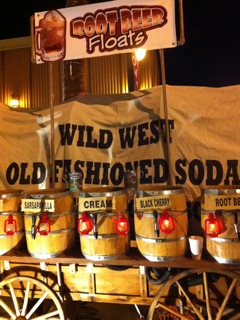 ROOT BEER
Floats
WILD WEST
OLD FASHIONED SODA
SARSAPARILLA
CREAM
BLACK CHERRY
ROOT BE